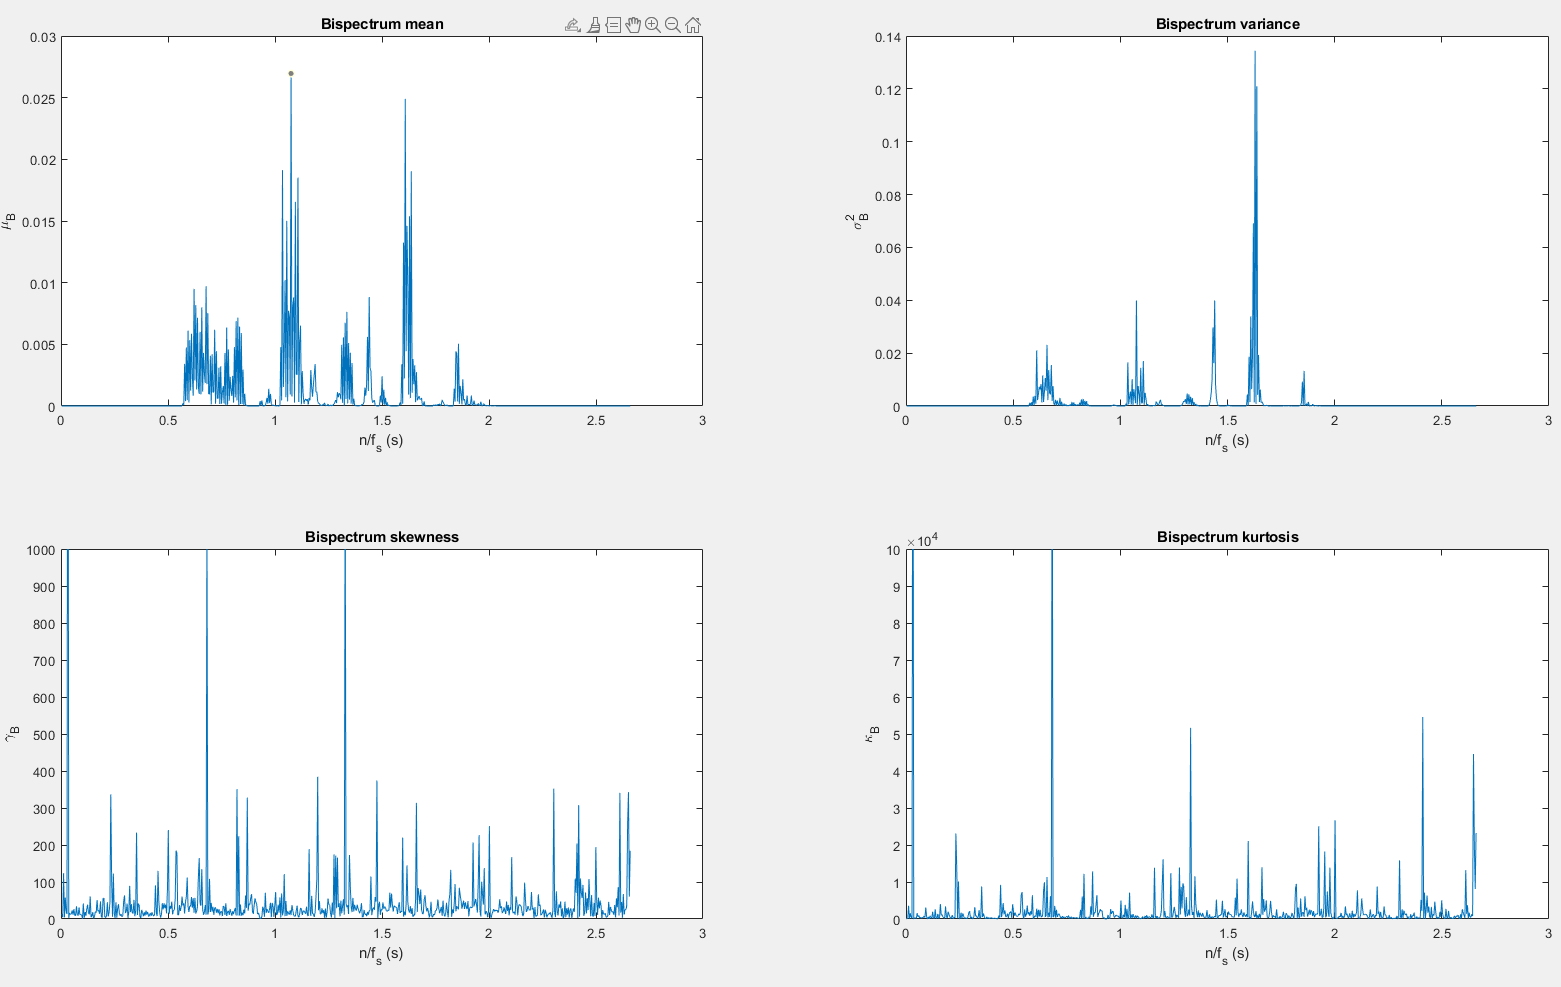 Bispectrum mean
0.03
0.025
0.02
0.015
0.01
0.005
0
μB
0 0.5 1 1.5 2 2.5 3
n/fs (s)
Bispectrum variance
0.14
0.12
0.1
0.08
0.06
0.04
0.02
0
σ2B
0 0.5 1 1.5 2 2.5 3
n/fs (s)
Bispectrum skewness
1000
900
800
700
600
500
400
300
200
100
0
γB
0 0.5 1 1.5 2 2.5 3
n/fs (s)
Bispectrum kurtosis
×104
10
9
8
7
6
5
4
3
2
1
0
κB
0 0.5 1 1.5 2 2.5 3
n/fs (s)